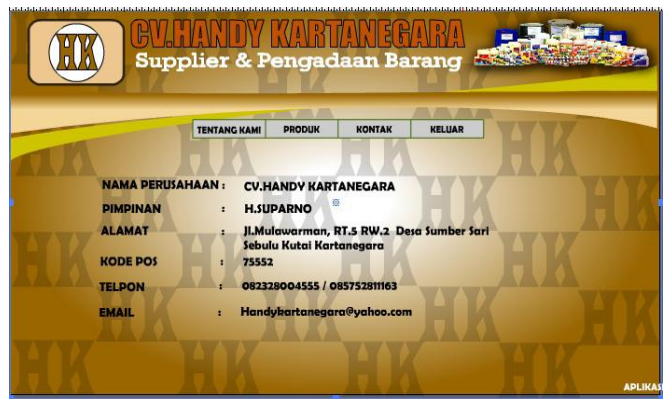 HK
CV.HANDY KARTANEGARA
Supplier & Pengadaan Barang
TENTANG KAMI PRODUK KONTAK KELUAR
NAMA PERUSAHAAN : CV.HANDY KARTANEGARA
PIMPINAN : H.SUPARNO
ALAMAT : Jl.Mulawarman, RT.5 RW.2 Desa Sumber Sari
Sebulu Kutai Kartanegara
KODE POS : 75552
TELPON : 082328004555 / 085752811163
EMAIL : Handykartanegara@yahoo.com
APLIKASI